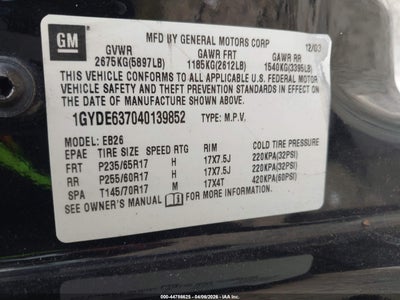 GM
MFD BY GENERAL MOTORS CORP 12/03
GVWR GAWR FRT GAWR RR
2675KG(5897LB) 1185KG(2612LB) 1540KG(3395LB)
THIS VEHICLE CONFORMS TO ALL APPLICABLE U.S. FEDERAL MOTOR
VEHICLE SAFETY AND THEFT PREVENTION STANDARDS IN EFFECT
ON THE DATE OF MANUFACTURE SHOWN ABOVE.
1GYDE637040139852 TYPE: M.P.V.
MODEL: EB26
EPAE TIRE SIZE SPEED RTG RIM COLD TIRE PRESSURE
FRT P235/65R17 H 17X7.5J 220KPA(32PSI)
RR P255/60R17 H 17X7.5J 220KPA(32PSI)
SPA T145/70R17 M 17X4T 420KPA(60PSI)
SEE OWNER'S MANUAL FOR MORE INFORMATION.
000-44798625 - 04/06/2026 - IAA, Inc.